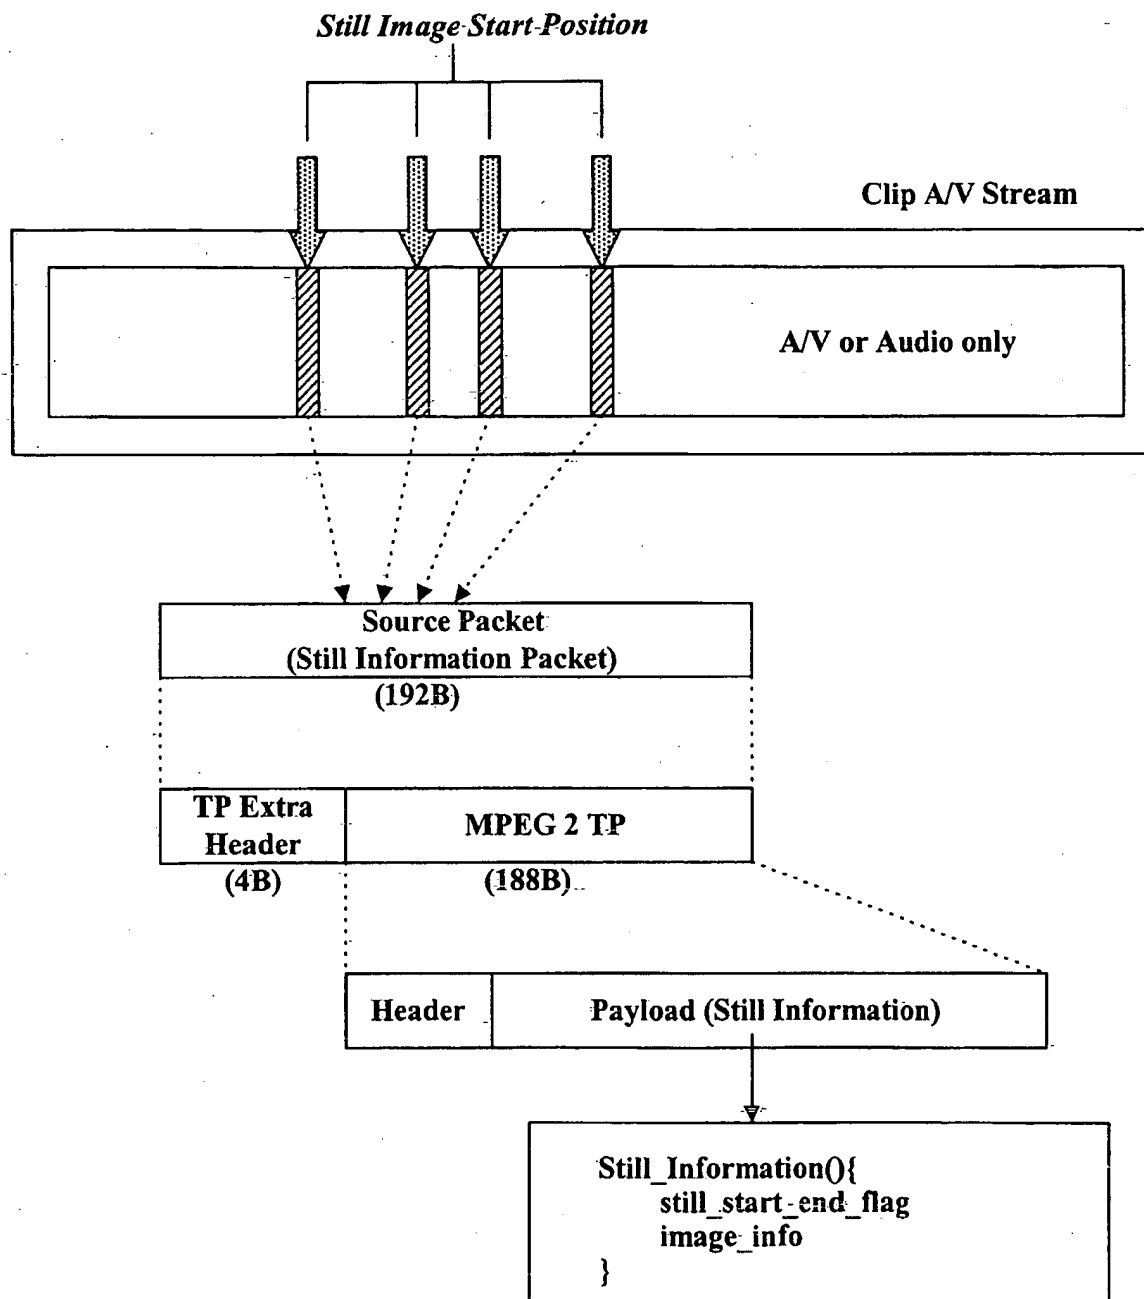 Still Image Start Position
Clip A/V Stream
A/V or Audio only
Source Packet
(Still Information Packet)
(192B)
TP Extra
Header
(4B)
MPEG 2 TP
(188B)
Header
Payload (Still Information)
Still_Information(){
still_start_end_flag
image_info
}